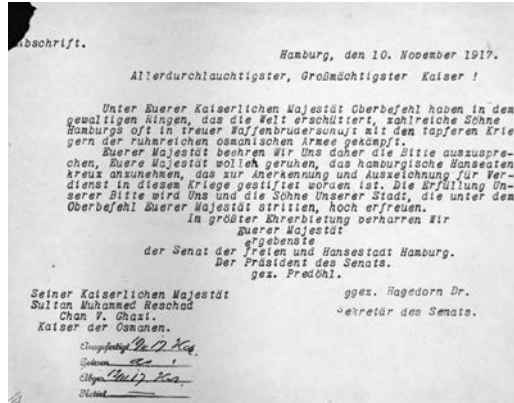 Abschrift.
Hamburg, den 10. November 1917.
Allerdurchlauchtigster, Großmächtigster Kaiser !
Unter Euerer Kaiserlichen Majestät Oberbefehl haben in dem
gewaltigen Ringen, das die Welt erschüttert, zahlreiche Söhne
Hamburgs oft in treuer Waffenbruderschaft mit den tapferen Krie
gern der ruhmreichen osmanischen Armee gekämpft.
Euerer Majestät beehren Wir Uns daher die Bitte auszuspre-
chen, Euere Majestät wollen geruhen, das hamburgische Hanseaten
kreuz anzunehmen, das zur Anerkennung und Auszeichnung für Ver-
dienst in diesem Kriege gestiftet worden ist. Die Erfüllung Un-
serer Bitte wird Uns und die Söhne Unserer Stadt, die unter dem
Oberbefehl Euerer Majestät stritten, hoch erfreuen.
In größter Ehrerbietung verharren Wir
Euerer Majestät
ergebenste
der Senat der freien und Hansestadt Hamburg.
Der Präsident des Senats.
gez. Predöhl.
Seiner Kaiserlichen Majestät
Sultan Muhammed Reschad
Chan V. Ghazi.
Kaiser der Osmanen.
ggez. Hagedorn Dr.
Sekretär des Senats.
Ausgefertigt
Gelesen